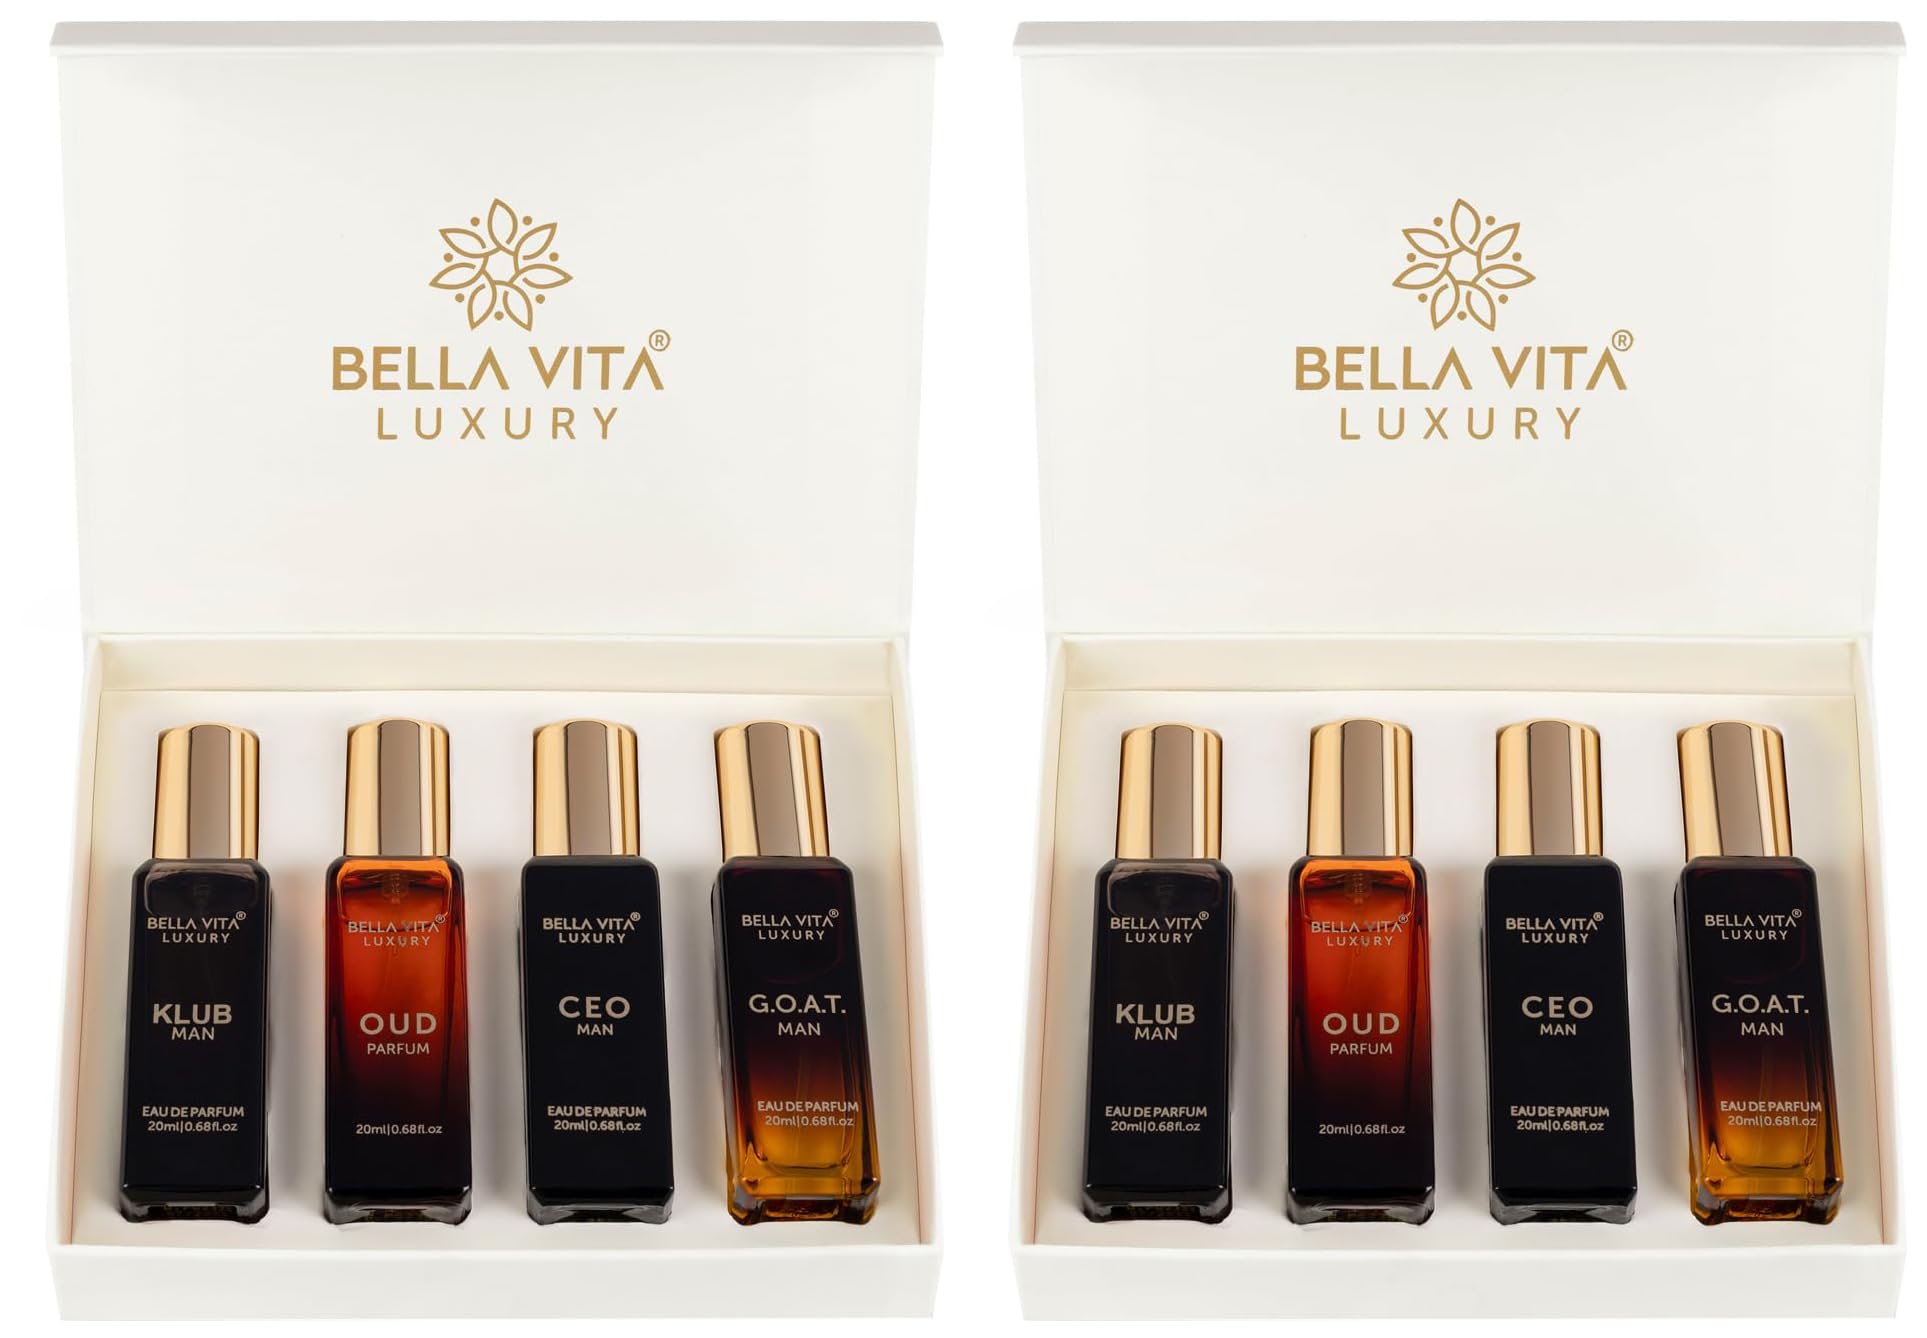 BELLA VITA®
LUXURY
BELLA VITA®
LUXURY
KLUB
MAN
EAU DE PARFUM
20ml|0.68fl.oz
BELLA VITA®
LUXURY
OUD
PARFUM
20ml|0.68fl.oz
BELLA VITA®
LUXURY
CEO
MAN
EAU DE PARFUM
20ml|0.68fl.oz
BELLA VITA®
LUXURY
G.O.A.T.
MAN
EAU DE PARFUM
20ml|0.68fl.oz
BELLA VITA®
LUXURY
BELLA VITA®
LUXURY
KLUB
MAN
EAU DE PARFUM
20ml|0.68fl.oz
BELLA VITA®
LUXURY
OUD
PARFUM
20ml|0.68fl.oz
BELLA VITA®
LUXURY
CEO
MAN
EAU DE PARFUM
20ml|0.68fl.oz
BELLA VITA®
LUXURY
G.O.A.T.
MAN
EAU DE PARFUM
20ml|0.68fl.oz